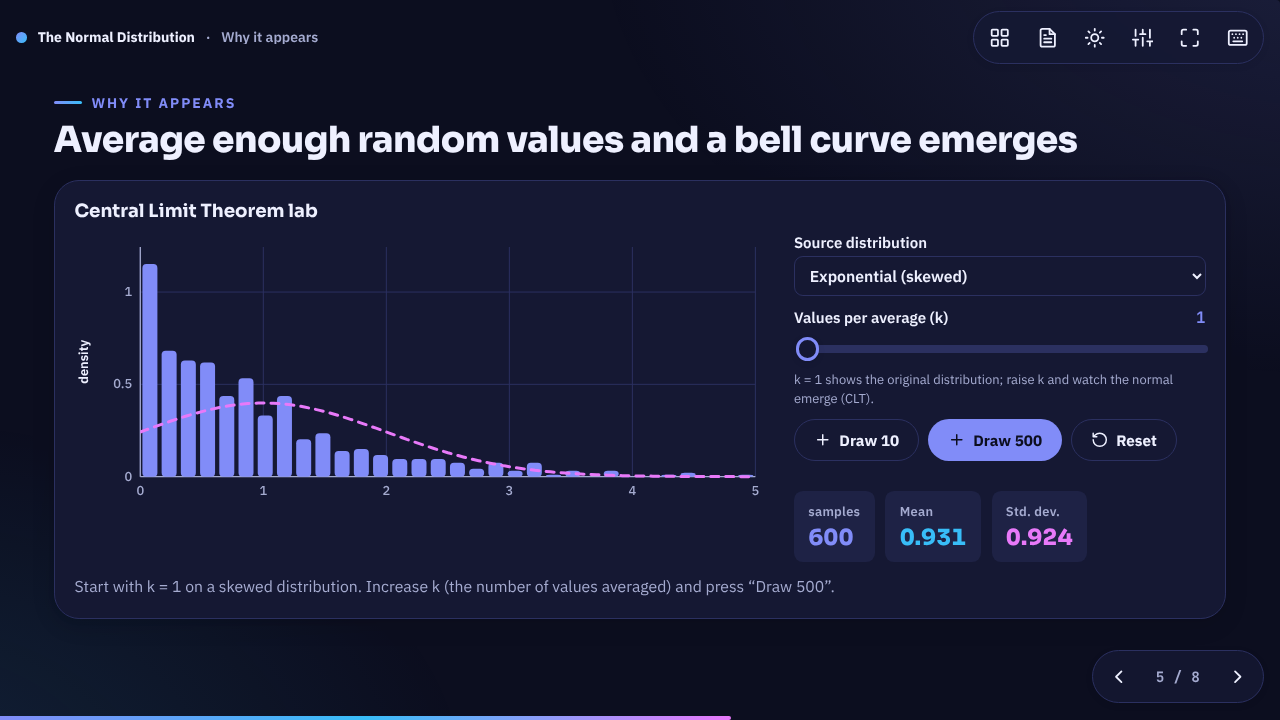 The Normal Distribution · Why it appears
WHY IT APPEARS
Average enough random values and a bell curve emerges
Central Limit Theorem lab
density
1
0.5
0
0
1
2
3
4
5
Source distribution
Exponential (skewed)
Values per average (k)
1
k = 1 shows the original distribution; raise k and watch the normal
emerge (CLT).
Draw 10
Draw 500
Reset
samples
600
Mean
0.931
Std. dev.
0.924
Start with k = 1 on a skewed distribution. Increase k (the number of values averaged) and press “Draw 500”.
5 / 8